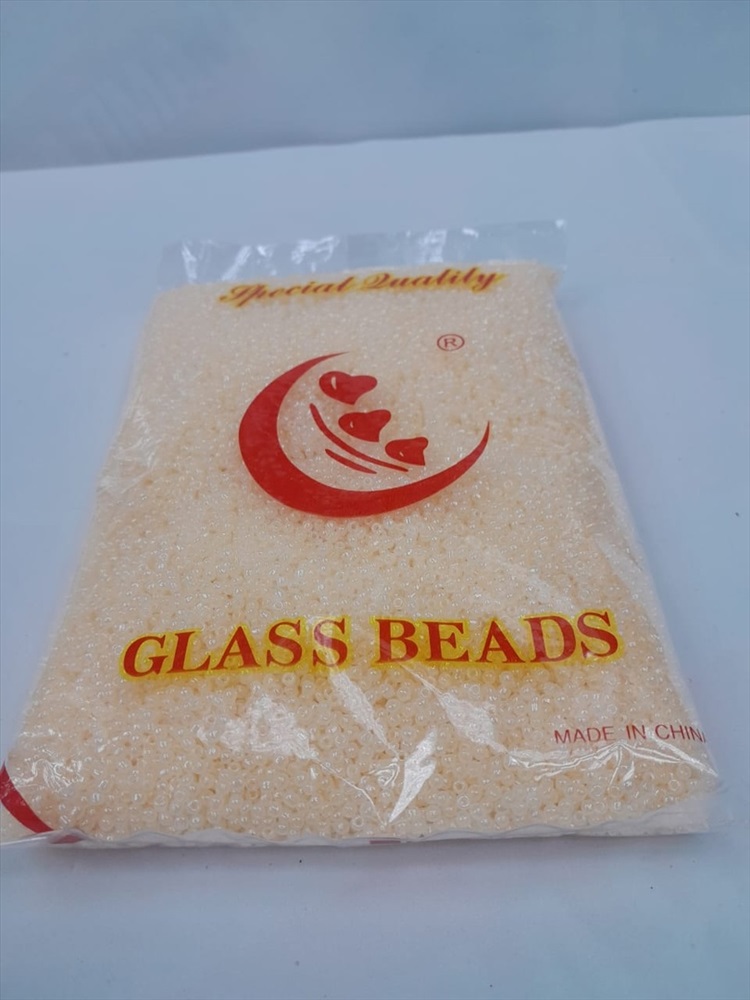 Special Quality
®
GLASS BEADS
MADE IN CHINA